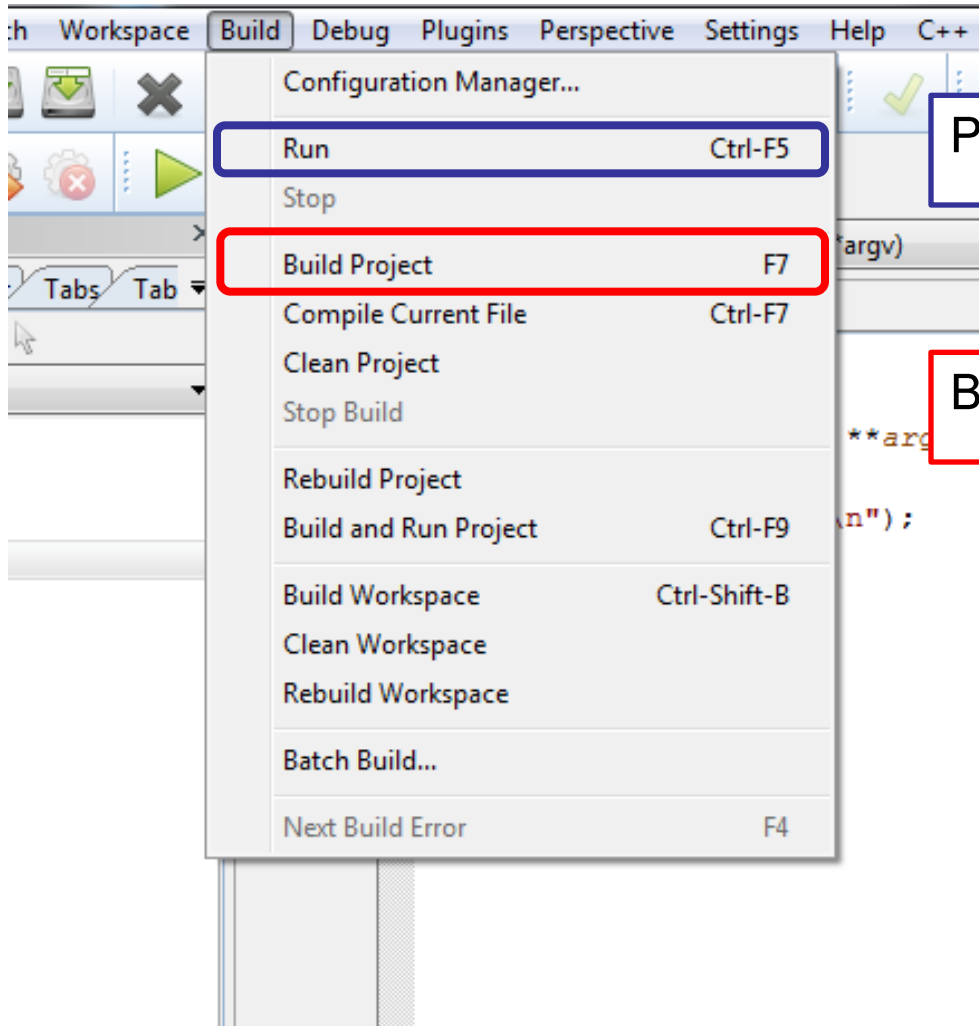 Workspace Build Debug Plugins Perspective Settings Help C++
Configuration Manager...
P
Run Ctrl-F5
Stop
*argv)
Build Project F7
Tabs Tab
Compile Current File Ctrl-F7
Clean Project
B
Stop Build
**arg
Rebuild Project
\n");
Build and Run Project Ctrl-F9
Build Workspace Ctrl-Shift-B
Clean Workspace
Rebuild Workspace
Batch Build...
Next Build Error F4